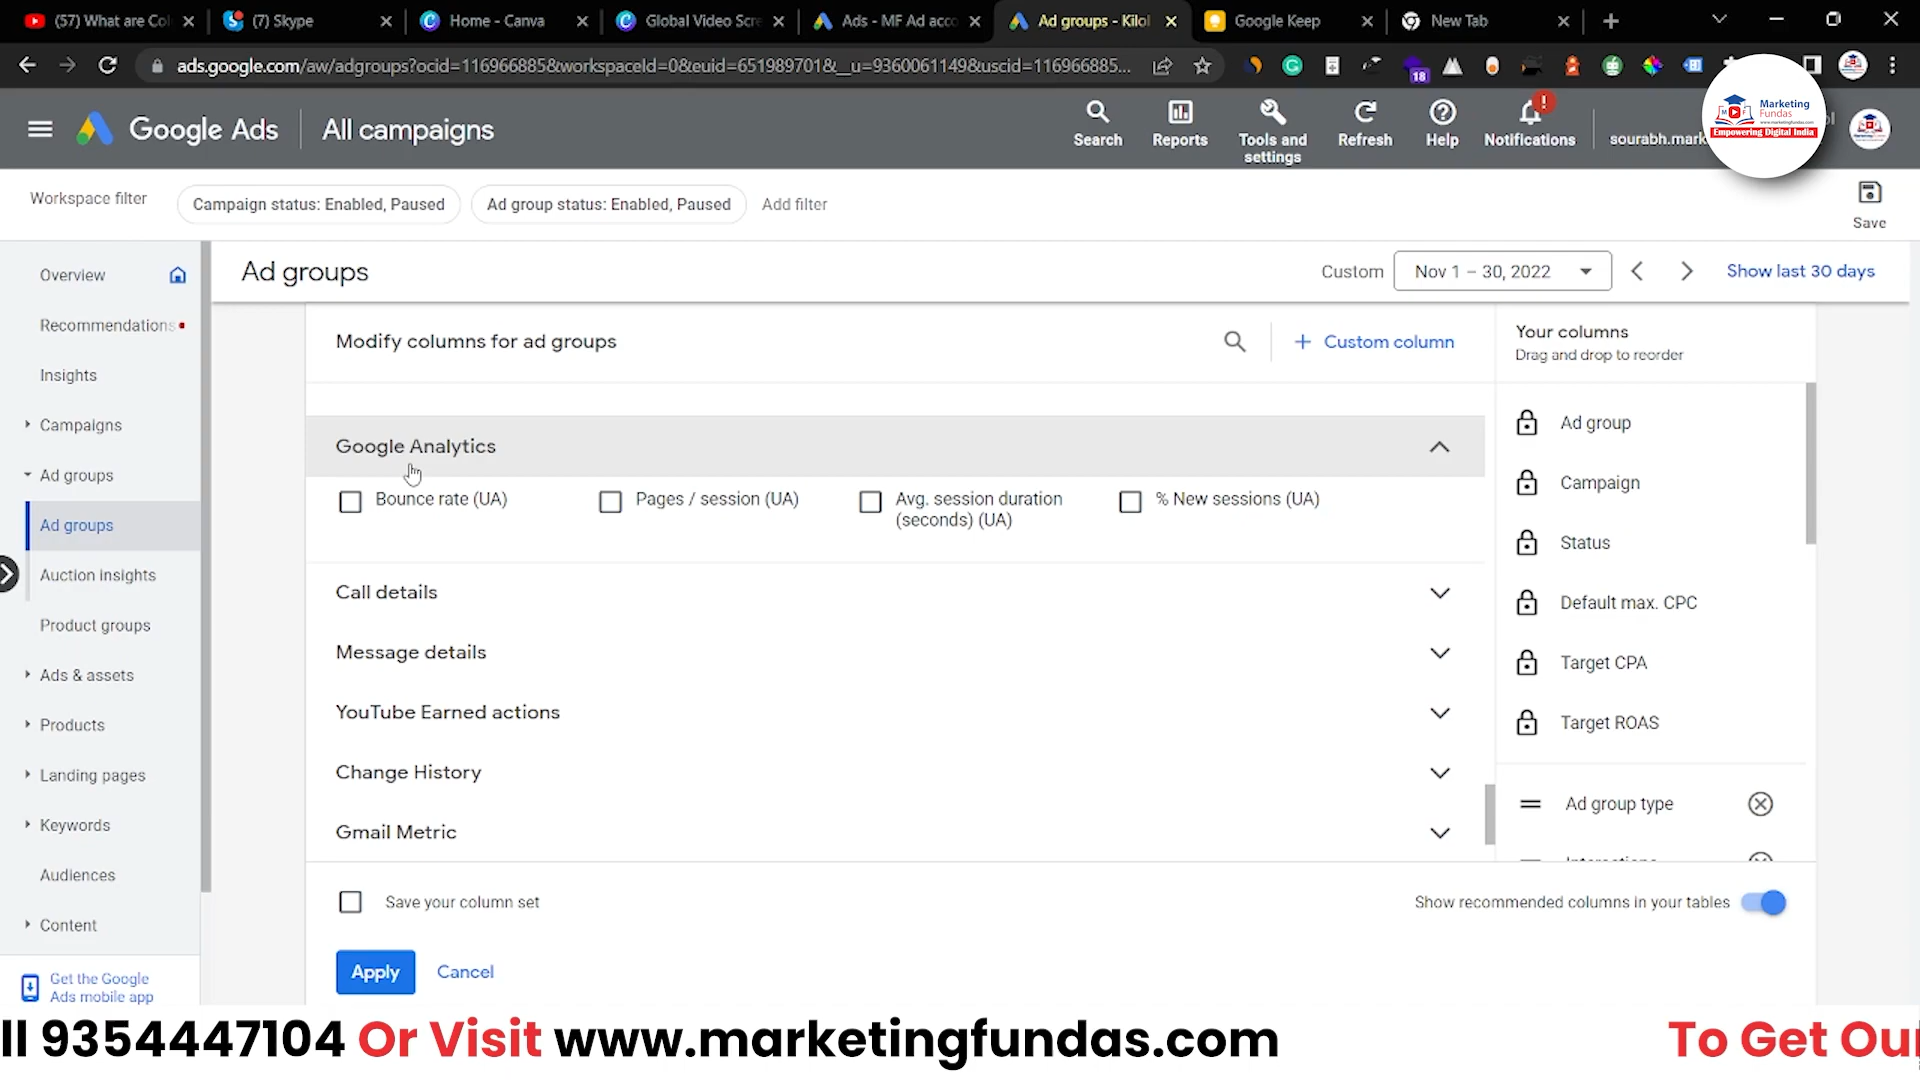 (57) What are Col
(7) Skype
Home - Canva
Global Video Scre
Ads - MF Ad acco
Ad groups - Kilol
Google Keep
New Tab
ads.google.com/aw/adgroups?ocid=116966885&workspaceId=0&euid=651989701&__u=9360061149&uscid=116966885...
18
Google Ads
All campaigns
Search
Reports
Tools and settings
Refresh
Help
Notifications
sourabh.mark
Marketing
Fundas
www.marketingfundas.com
Empowering Digital India
Workspace filter
Campaign status: Enabled, Paused
Ad group status: Enabled, Paused
Add filter
Save
Overview
Recommendations
Insights
Campaigns
Ad groups
Ad groups
Auction insights
Product groups
Ads & assets
Products
Landing pages
Keywords
Audiences
Content
Get the Google
Ads mobile app
Ad groups
Custom
Nov 1 – 30, 2022
Show last 30 days
Modify columns for ad groups
+ Custom column
Google Analytics
Bounce rate (UA)
Pages / session (UA)
Avg. session duration
(seconds) (UA)
% New sessions (UA)
Call details
Message details
YouTube Earned actions
Change History
Gmail Metric
Save your column set
Show recommended columns in your tables
Apply
Cancel
Your columns
Drag and drop to reorder
Ad group
Campaign
Status
Default max. CPC
Target CPA
Target ROAS
Ad group type
Interactions
ll 9354447104 Or Visit www.marketingfundas.com
To Get Our